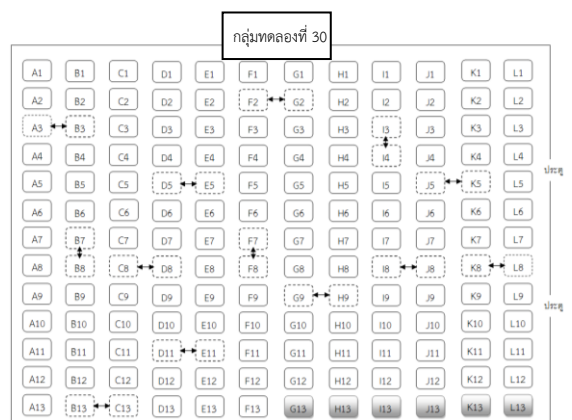 กลุ่มทดลองที่ 30
A1 B1 C1 D1 E1 F1 G1 H1 I1 J1 K1 L1
A2 B2 C2 D2 E2 F2 G2 H2 I2 J2 K2 L2
A3 B3 C3 D3 E3 F3 G3 H3 I3 J3 K3 L3
A4 B4 C4 D4 E4 F4 G4 H4 I4 J4 K4 L4
ประตู
A5 B5 C5 D5 E5 F5 G5 H5 I5 J5 K5 L5
A6 B6 C6 D6 E6 F6 G6 H6 I6 J6 K6 L6
A7 B7 C7 D7 E7 F7 G7 H7 I7 J7 K7 L7
A8 B8 C8 D8 E8 F8 G8 H8 I8 J8 K8 L8
A9 B9 C9 D9 E9 F9 G9 H9 I9 J9 K9 L9
ประตู
A10 B10 C10 D10 E10 F10 G10 H10 I10 J10 K10 L10
A11 B11 C11 D11 E11 F11 G11 H11 I11 J11 K11 L11
A12 B12 C12 D12 E12 F12 G12 H12 I12 J12 K12 L12
A13 B13 C13 D13 E13 F13 G13 H13 I13 J13 K13 L13